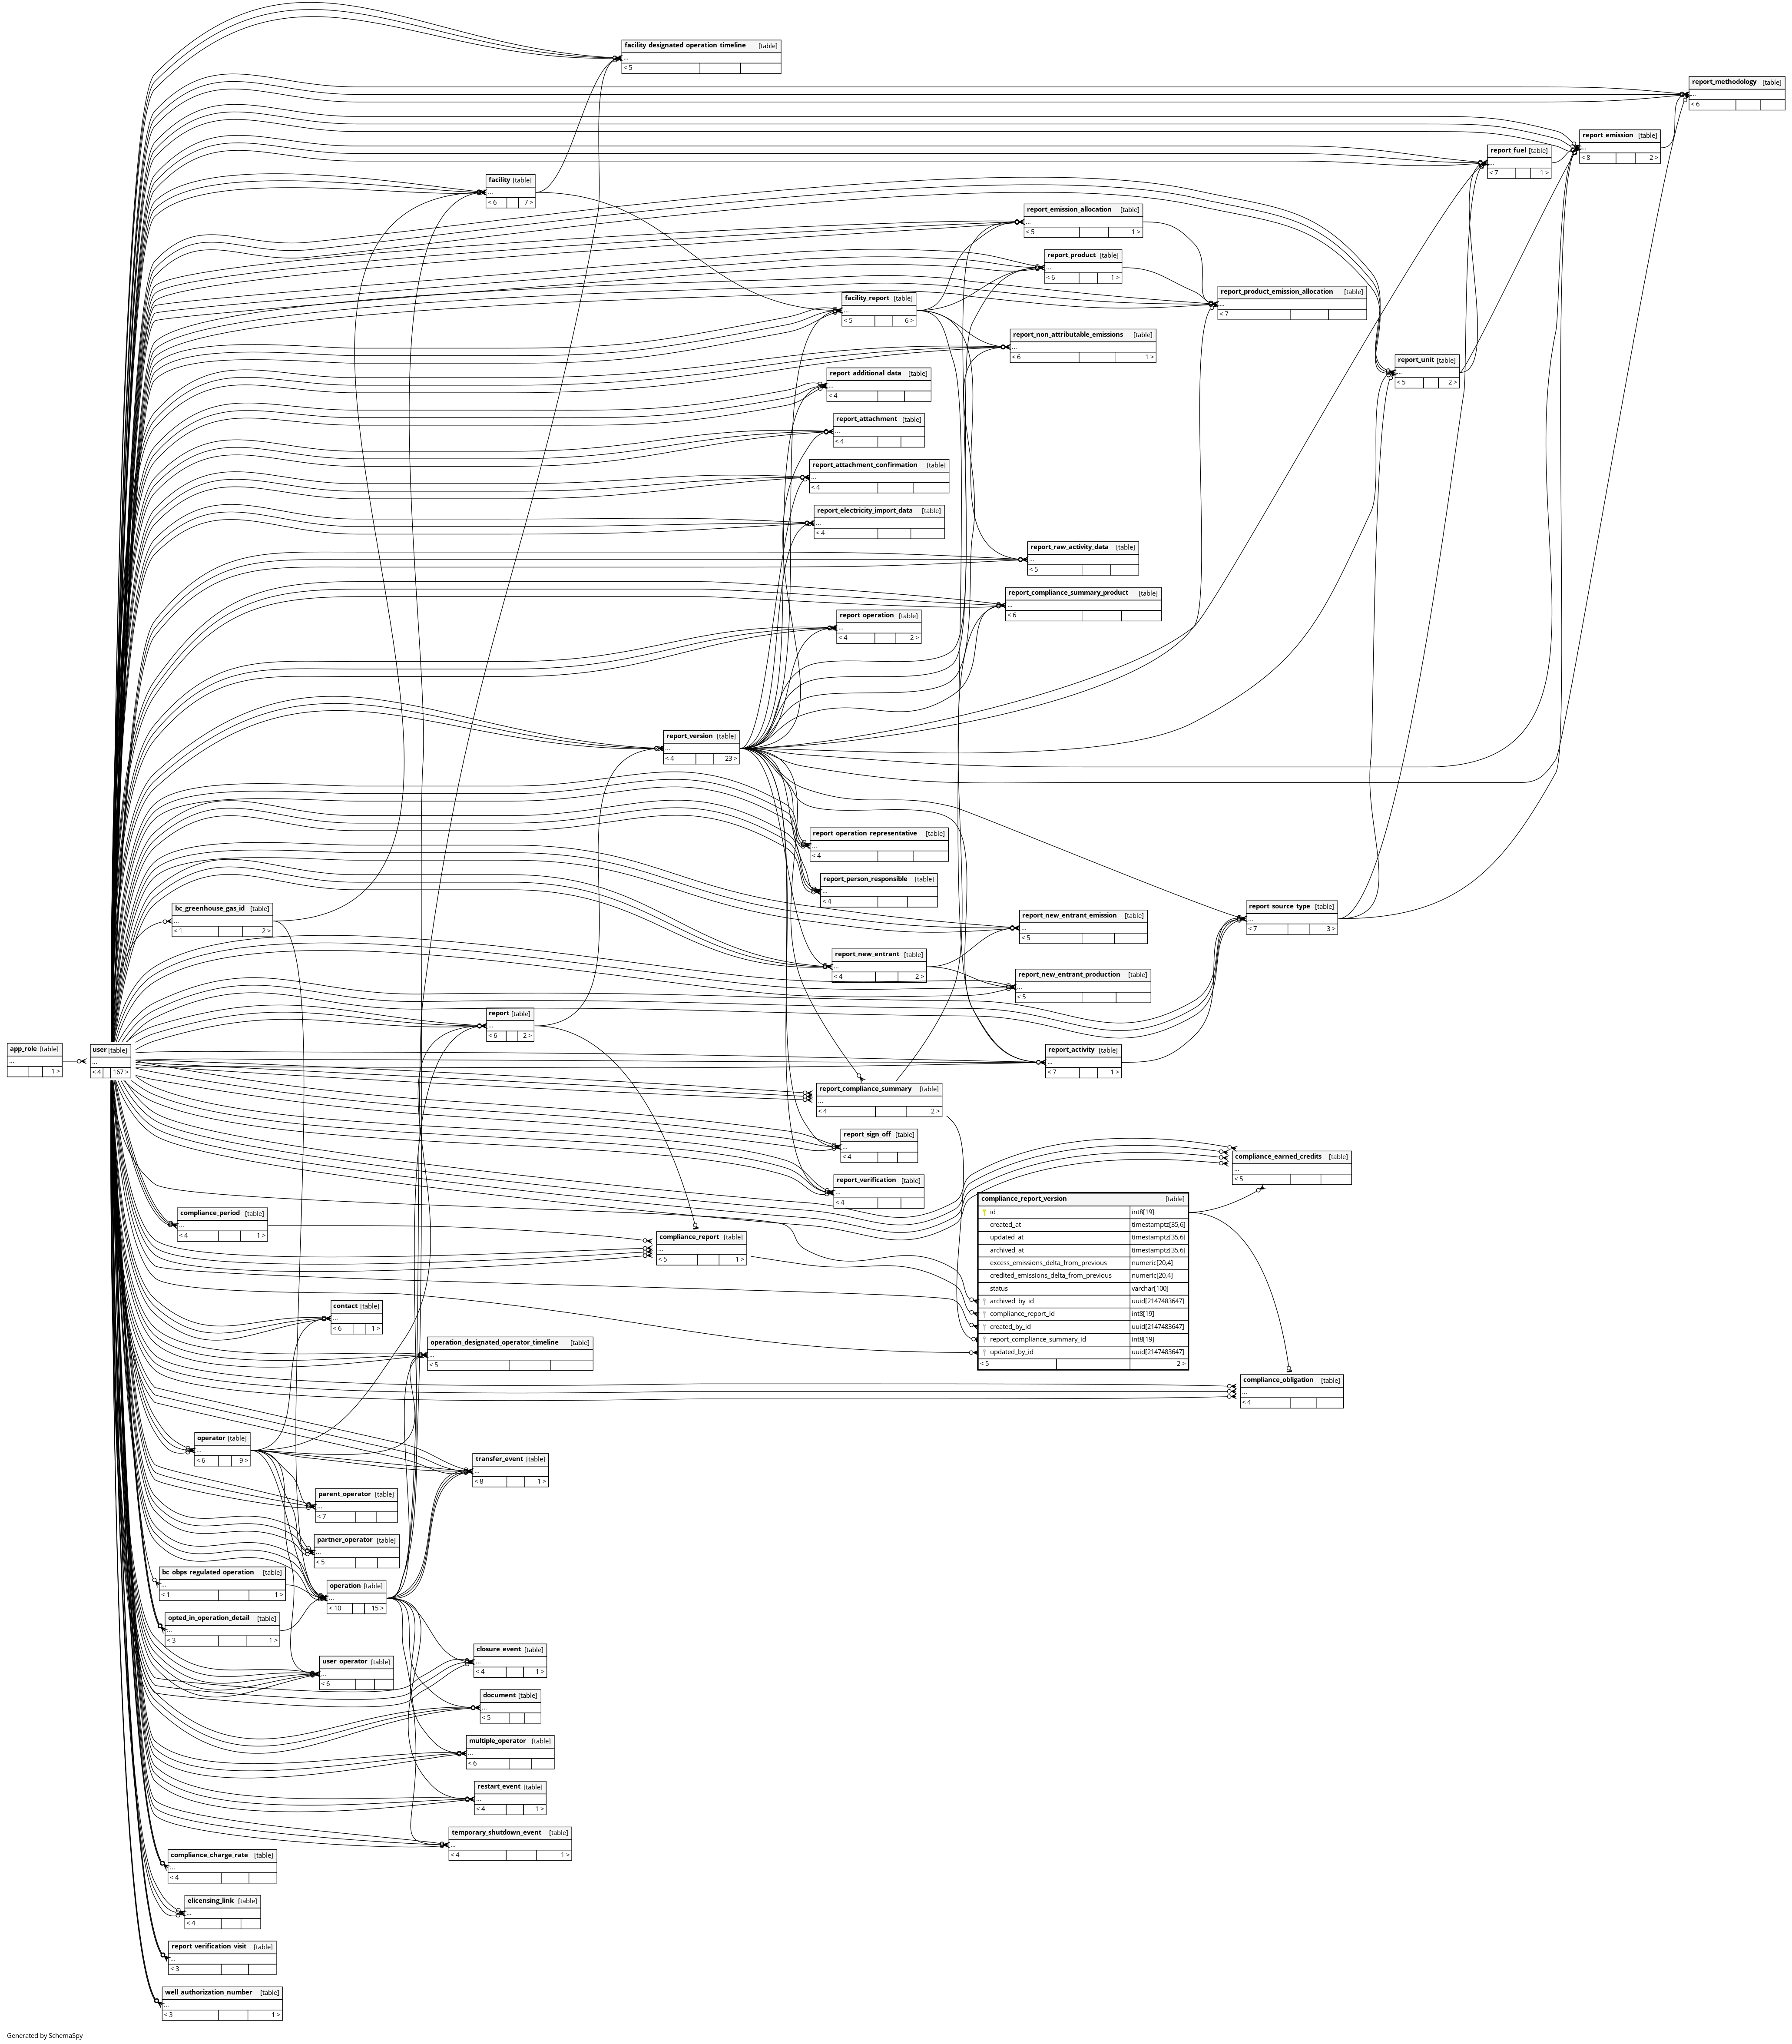 facility_designated_operation_timeline [table]
...
< 5
report_methodology [table]
...
< 6
report_emission [table]
...
< 8 2 >
report_fuel [table]
...
< 7 1 >
facility [table]
...
< 6 7 >
report_emission_allocation [table]
...
< 5 1 >
report_product [table]
...
< 6 1 >
report_product_emission_allocation [table]
...
< 7
facility_report [table]
...
< 5 6 >
report_non_attributable_emissions [table]
...
< 6 1 >
report_unit [table]
...
< 5 2 >
report_additional_data [table]
...
< 4
report_attachment [table]
...
< 4
report_attachment_confirmation [table]
...
< 4
report_electricity_import_data [table]
...
< 4
report_raw_activity_data [table]
...
< 5
report_compliance_summary_product [table]
...
< 6
report_operation [table]
...
< 4 2 >
report_version [table]
...
< 4 23 >
report_operation_representative [table]
...
< 4
report_person_responsible [table]
...
< 4
bc_greenhouse_gas_id [table]
...
< 1 2 >
report_source_type [table]
...
< 7 3 >
report_new_entrant_emission [table]
...
< 5
report_new_entrant [table]
...
< 4 2 >
report_new_entrant_production [table]
...
< 5
report [table]
...
< 6 2 >
app_role [table]
...
1 >
user [table]
...
< 4 167 >
report_activity [table]
...
< 7 1 >
report_compliance_summary [table]
...
< 4 2 >
report_sign_off [table]
...
< 4
compliance_earned_credits [table]
...
< 5
report_verification [table]
...
< 4
compliance_report_version [table]
id int8[19]
created_at timestamptz[35,6]
updated_at timestamptz[35,6]
archived_at timestamptz[35,6]
excess_emissions_delta_from_previous numeric[20,4]
credited_emissions_delta_from_previous numeric[20,4]
status varchar[100]
archived_by_id uuid[2147483647]
compliance_report_id int8[19]
created_by_id uuid[2147483647]
report_compliance_summary_id int8[19]
updated_by_id uuid[2147483647]
< 5 2 >
compliance_period [table]
...
< 4 1 >
compliance_report [table]
...
< 5 1 >
contact [table]
...
< 6 1 >
operation_designated_operator_timeline [table]
...
< 5
compliance_obligation [table]
...
< 4
operator [table]
...
< 6 9 >
transfer_event [table]
...
< 8 1 >
parent_operator [table]
...
< 7
partner_operator [table]
...
< 5
bc_obps_regulated_operation [table]
...
< 1 1 >
operation [table]
...
< 10 15 >
opted_in_operation_detail [table]
...
< 3 1 >
closure_event [table]
...
< 4 1 >
user_operator [table]
...
< 6
document [table]
...
< 5
multiple_operator [table]
...
< 6
restart_event [table]
...
< 4 1 >
temporary_shutdown_event [table]
...
< 4 1 >
compliance_charge_rate [table]
...
< 4
elicensing_link [table]
...
< 4
report_verification_visit [table]
...
< 3
well_authorization_number [table]
...
< 3 1 >
Generated by SchemaSpy